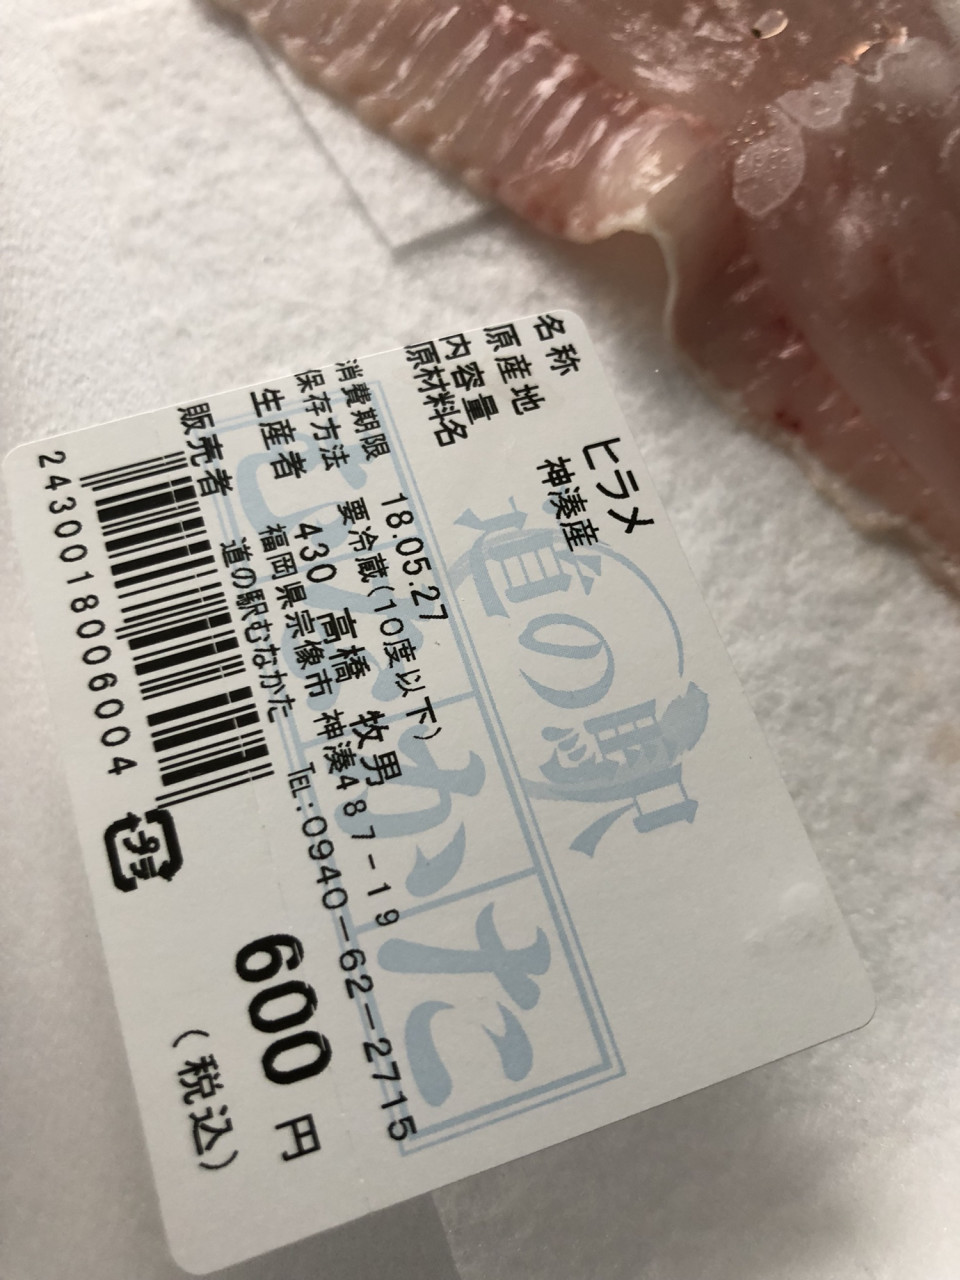 名称 ヒラメ
原産地 神湊産
内容量
原材料名
消費期限 18.05.27
保存方法 要冷蔵(10度以下)
生産者 430 高橋 牧男
福岡県宗像市 神湊487-19
販売者 道の駅むなかた
TEL:0940-62-2715
2430018006004
600円
(税込)
道の駅
むなかた